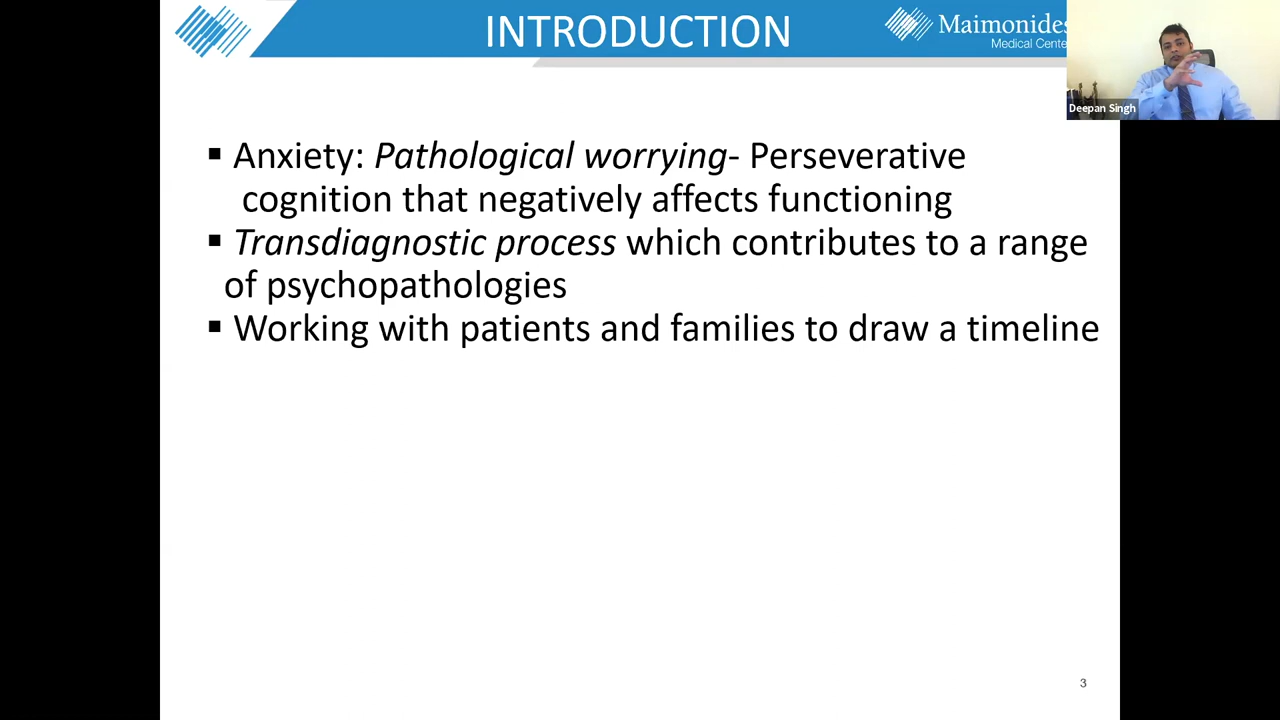 INTRODUCTION
Maimonides
Medical Cente
Deepan Singh
▪ Anxiety: Pathological worrying- Perseverative
cognition that negatively affects functioning
▪ Transdiagnostic process which contributes to a range
of psychopathologies
▪ Working with patients and families to draw a timeline
3